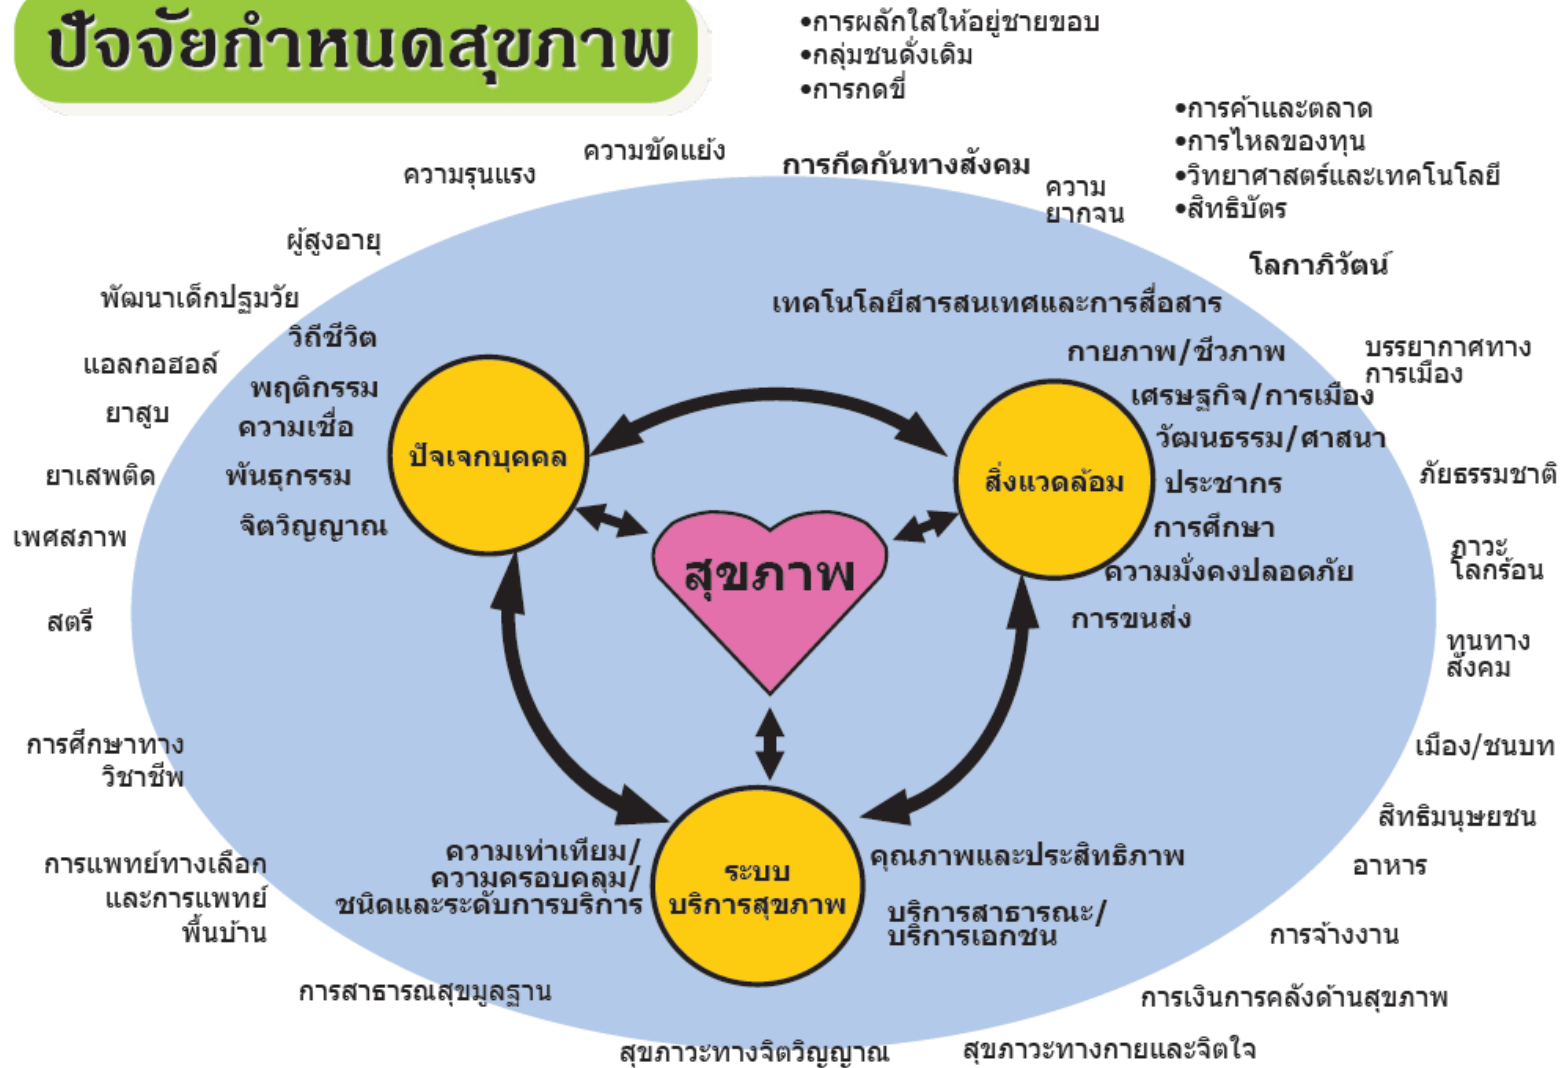 ปัจจัยกำหนดสุขภาพ
•การผลักใสให้อยู่ชายขอบ
•กลุ่มชนดั่งเดิม
•การกดขี่
•การค้าและตลาด
•การไหลของทุน
•วิทยาศาสตร์และเทคโนโลยี
•สิทธิบัตร
ความรุนแรง
ความขัดแย้ง
การกีดกันทางสังคม
ความ
ยากจน
โลกาภิวัตน์
ผู้สูงอายุ
พัฒนาเด็กปฐมวัย
แอลกอฮอล์
ยาสูบ
ยาเสพติด
เพศสภาพ
สตรี
การศึกษาทาง
วิชาชีพ
การแพทย์ทางเลือก
และการแพทย์
พื้นบ้าน
การสาธารณสุขมูลฐาน
วิถีชีวิต
พฤติกรรม
ความเชื่อ
พันธุกรรม
จิตวิญญาณ
ปัจเจกบุคคล
เทคโนโลยีสารสนเทศและการสื่อสาร
กายภาพ/ชีวภาพ
เศรษฐกิจ/การเมือง
วัฒนธรรม/ศาสนา
ประชากร
การศึกษา
ความมั่งคงปลอดภัย
การขนส่ง
สิ่งแวดล้อม
สุขภาพ
ความเท่าเทียม/
ความครอบคลุม/
ชนิดและระดับการบริการ
ระบบ
บริการสุขภาพ
คุณภาพและประสิทธิภาพ
บริการสาธารณะ/
บริการเอกชน
บรรยากาศทาง
การเมือง
ภัยธรรมชาติ
ภาวะ
โลกร้อน
ทุนทาง
สังคม
เมือง/ชนบท
สิทธิมนุษยชน
อาหาร
การจ้างงาน
การเงินการคลังด้านสุขภาพ
สุขภาวะทางกายและจิตใจ
สุขภาวะทางจิตวิญญาณ